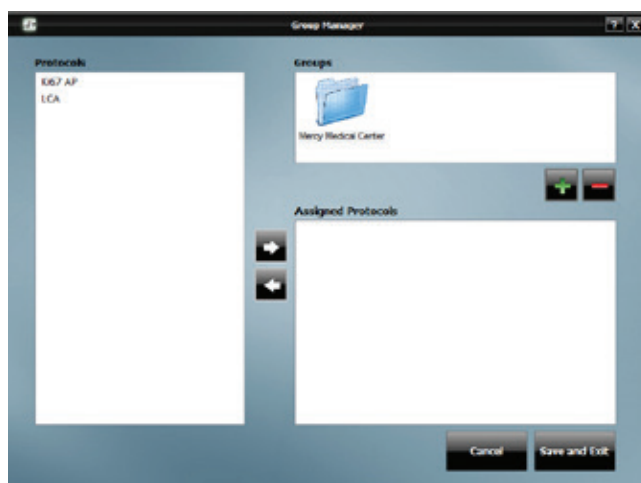 Group Manager
? X
Protocols
Ki67 AP
LCA
Groups
Mercy Medical Center
Assigned Protocols
Cancel
Save and Exit